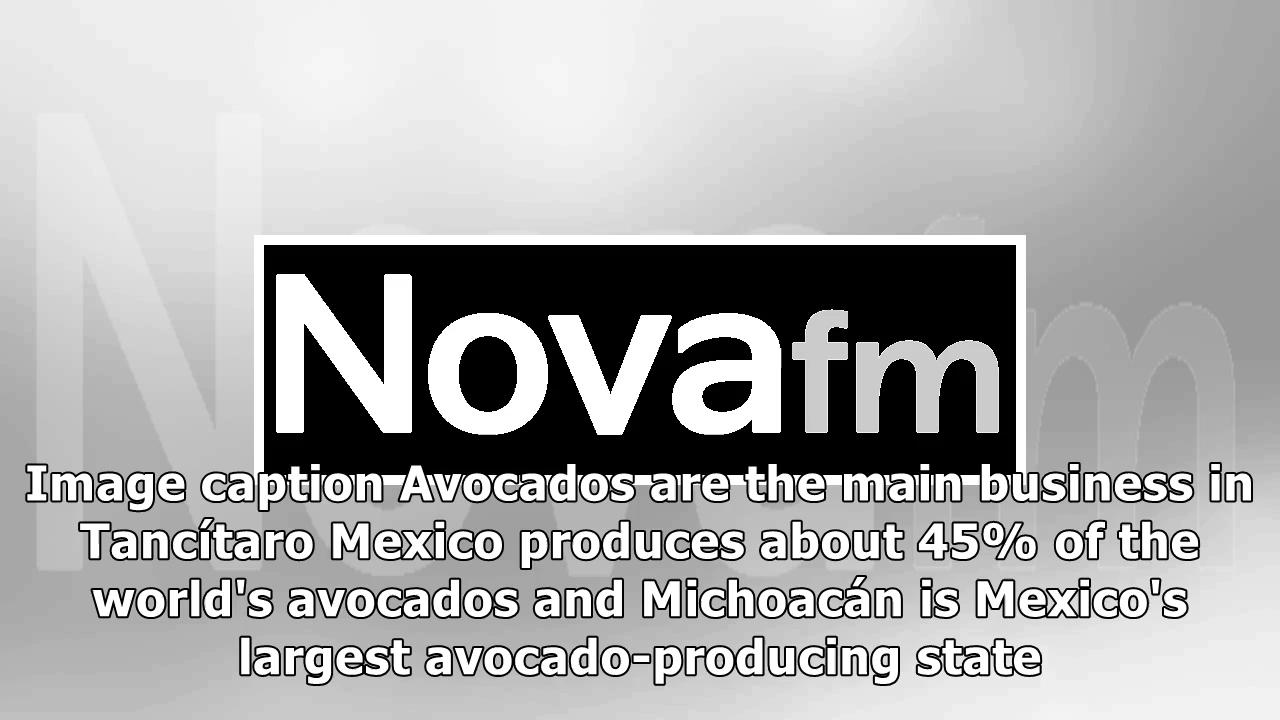 Novafm
Image caption Avocados are the main business in
Tancítaro Mexico produces about 45% of the
world's avocados and Michoacán is Mexico's
largest avocado-producing state